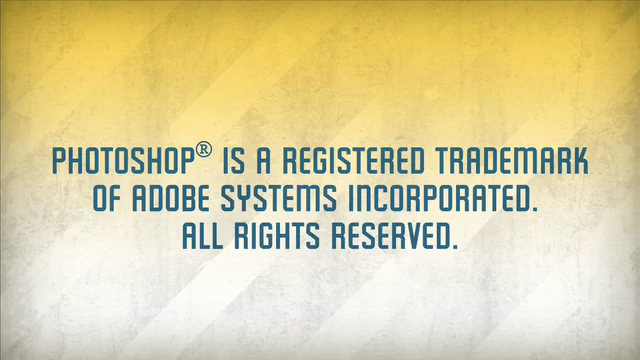 PHOTOSHOP® IS A REGISTERED TRADEMARK
OF ADOBE SYSTEMS INCORPORATED.
ALL RIGHTS RESERVED.